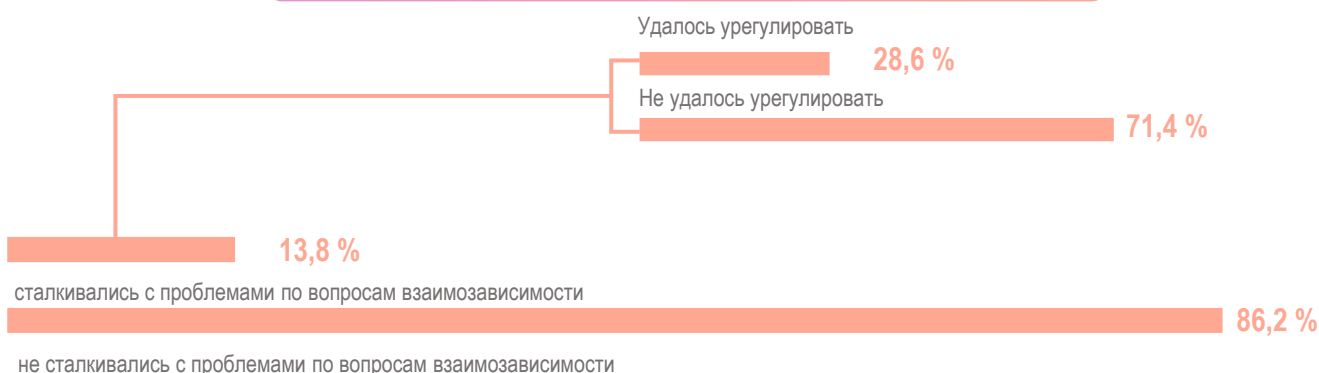 Удалось урегулировать
28,6 %
Не удалось урегулировать
71,4 %
13,8 %
сталкивались с проблемами по вопросам взаимозависимости
86,2 %
не сталкивались с проблемами по вопросам взаимозависимости